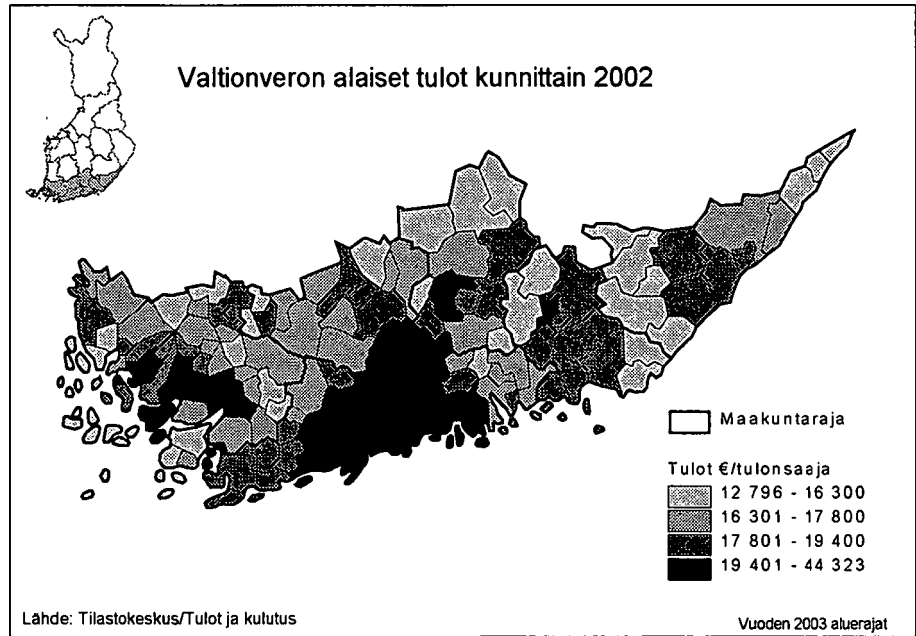 Valtionveron alaiset tulot kunnittain 2002
Maakuntaraja
Tulot €/tulonsaaja
12 796 - 16 300
16 301 - 17 800
17 801 - 19 400
19 401 - 44 323
Lähde: Tilastokeskus/Tulot ja kulutus
Vuoden 2003 aluerajat